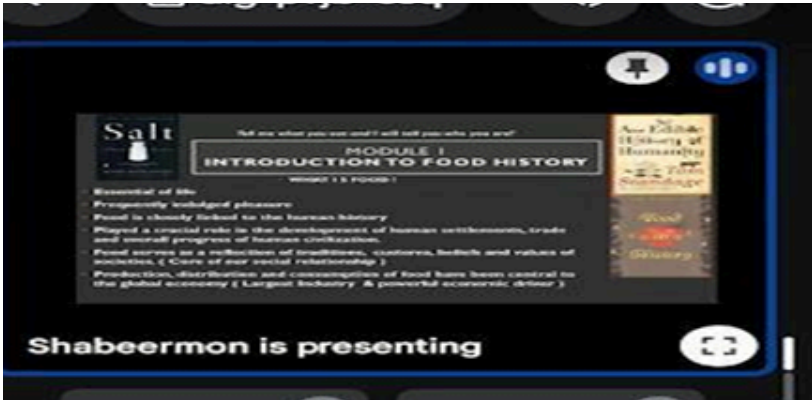 Salt
Tell me what you eat and I will tell you who you are!
MODULE I
INTRODUCTION TO FOOD HISTORY
WHAT IS FOOD?
Essential of life
Frequently indulged pleasure
Food is closely linked to the human history
Played a crucial role in the development of human settlements, trade
and overall progress of human civilization.
Food serves as a reflection of traditions, customs, beliefs and values of
societies. ( Core of our social relationship )
Production, distribution and consumption of food have been central to
the global economy ( Largest Industry & powerful economic driver )
An Edible
History of
Humanity
Tom
Standage
Food
History
Shabeermon is presenting